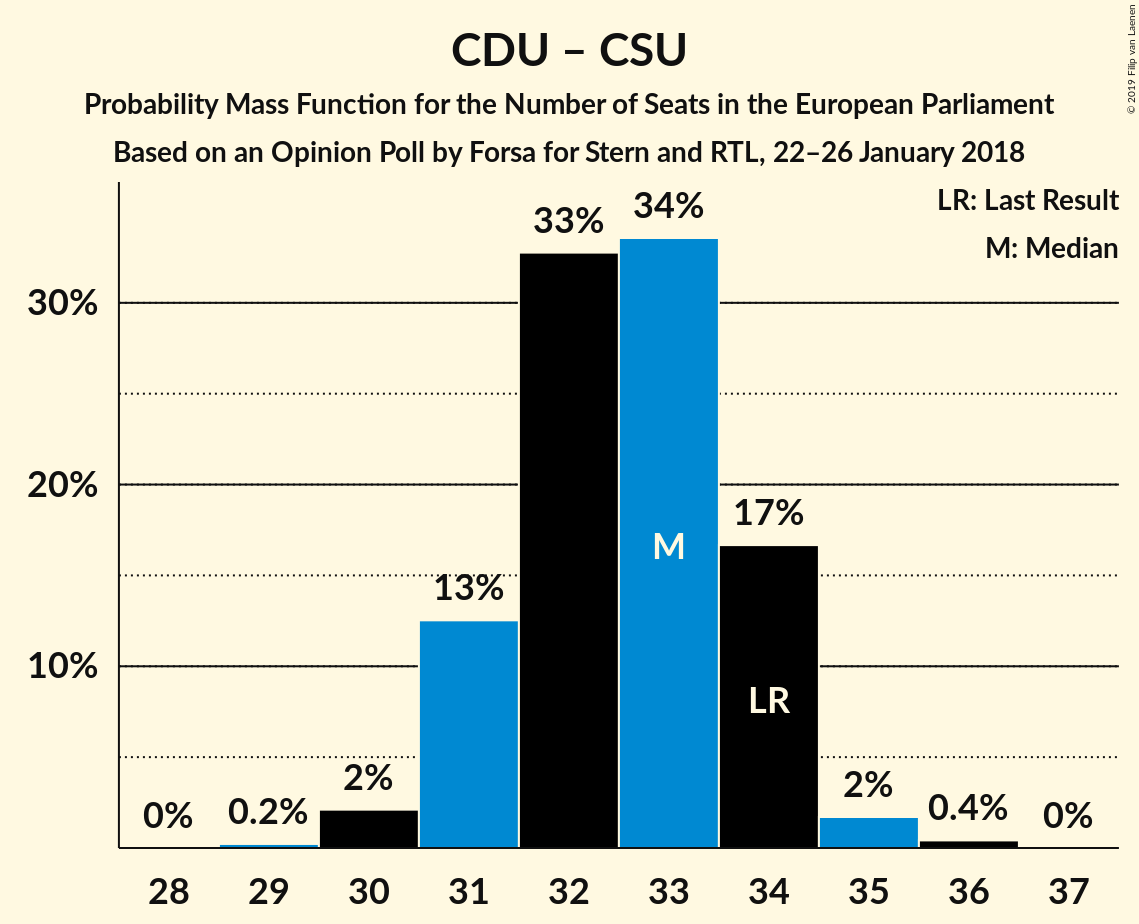 CDU – CSU
Probability Mass Function for the Number of Seats in the European Parliament
Based on an Opinion Poll by Forsa for Stern and RTL, 22–26 January 2018
© 2019 Filip van Laenen
LR: Last Result
M: Median
33% 34%
30%
20%
17%
M
13%
10%
LR
2% 2%
0% 0.2% 0.4% 0%
28 29 30 31 32 33 34 35 36 37